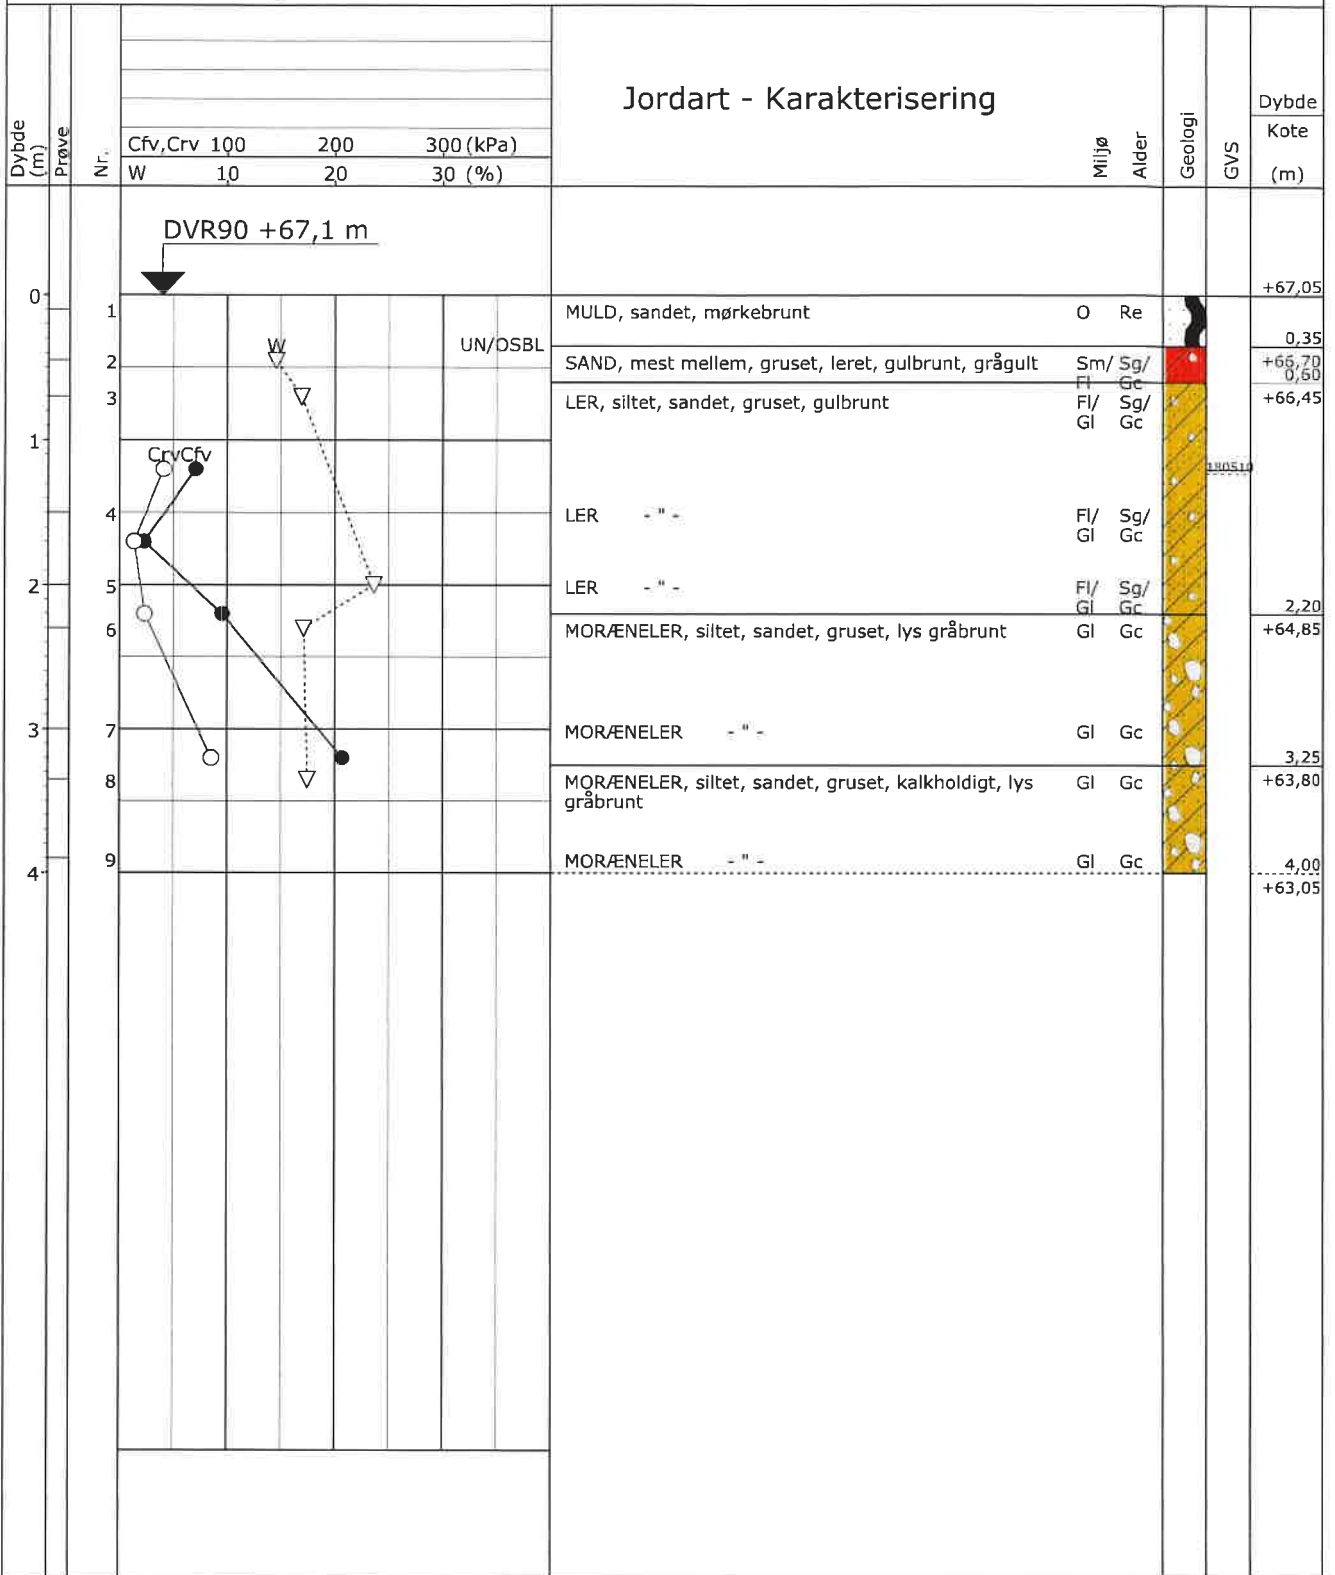 Jordart - Karakterisering
Dybde (m)
Prøve
Nr.
Cfv,Crv 100 200 300 (kPa)
W 10 20 30 (%)
Miljø
Alder
Geologi
GVS
Dybde
Kote
(m)
DVR90 +67,1 m
+67,05
0
1 MULD, sandet, mørkebrunt O Re
0,35
W UN/OSBL
2 SAND, mest mellem, gruset, leret, gulbrunt, grågult Sm/ Sg/ +66,70
Fl Gc 0,60
3 LER, siltet, sandet, gruset, gulbrunt Fl/ Sg/ +66,45
Gl Gc
1
Crv Cfv
180510
4 LER - " - Fl/ Sg/
Gl Gc
2 5 LER - " - Fl/ Sg/
Gl Gc 2,20
6 MORÆNELER, siltet, sandet, gruset, lys gråbrunt Gl Gc +64,85
3 7 MORÆNELER - " - Gl Gc
3,25
8 MORÆNELER, siltet, sandet, gruset, kalkholdigt, lys Gl Gc +63,80
gråbrunt
9 MORÆNELER - " - Gl Gc 4,00
4
+63,05